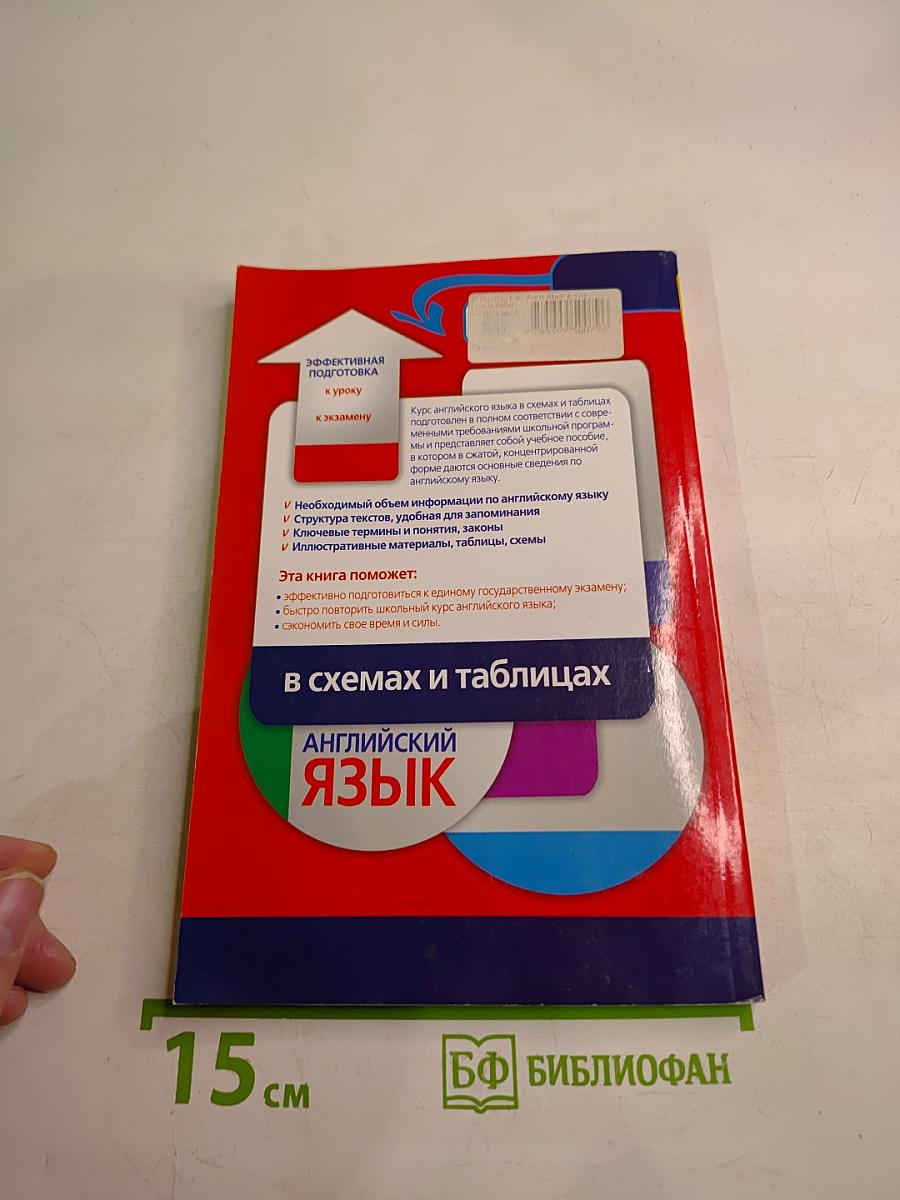 ЭФФЕКТИВНАЯ
ПОДГОТОВКА
к уроку
к экзамену
Курс английского языка в схемах и таблицах
подготовлен в полном соответствии с совре-
менными требованиями школьной програм-
мы и представляет собой учебное пособие,
в котором в сжатой, концентрированной
форме даются основные сведения по
английскому языку.
V Необходимый объем информации по английскому языку
V Структура текстов, удобная для запоминания
V Ключевые термины и понятия, законы
V Иллюстративные материалы, таблицы, схемы
Эта книга поможет:
• эффективно подготовиться к единому государственному экзамену;
• быстро повторить школьный курс английского языка;
• сэкономить свое время и силы.
в схемах и таблицах
АНГЛИЙСКИЙ
ЯЗЫК
15 см
БФ БИБЛИОФАН